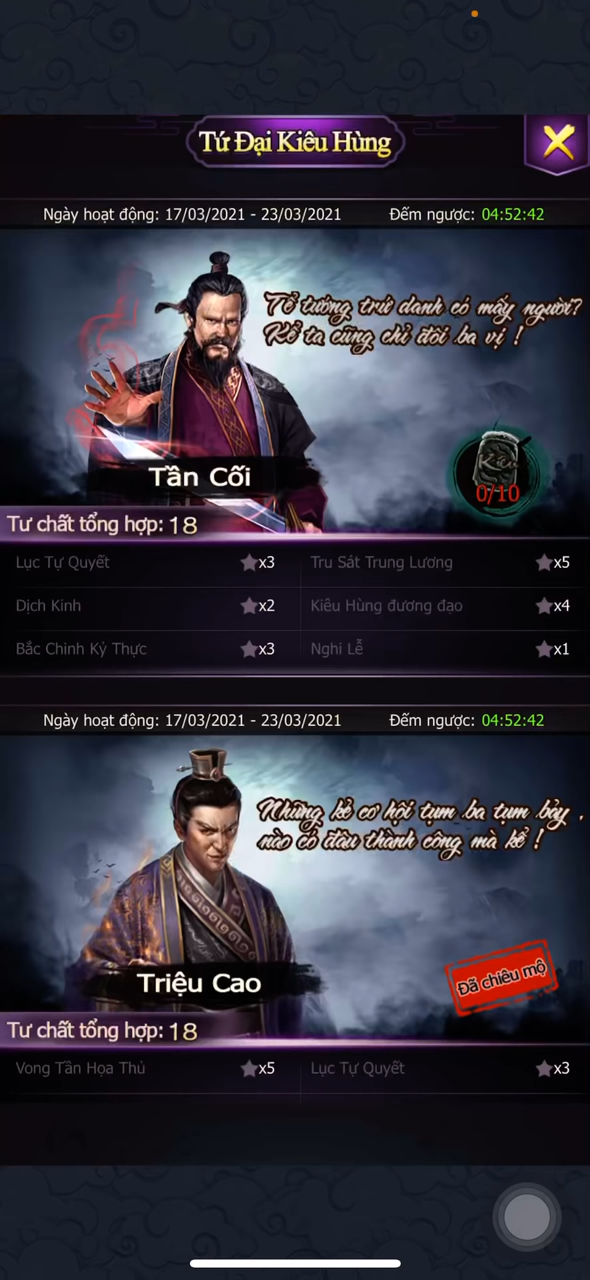 Tứ Đại Kiêu Hùng
Ngày hoạt động: 17/03/2021 - 23/03/2021 Đếm ngược: 04:52:42
Tể tướng trứ danh có mấy người?
Kể ta cũng chỉ đôi ba vị !
Tần Cối
0/10
Tư chất tổng hợp: 18
Lục Tự Quyết x3 Tru Sát Trung Lương x5
Dịch Kinh x2 Kiêu Hùng đương đạo x4
Bắc Chinh Kỷ Thực x3 Nghi Lễ x1
Ngày hoạt động: 17/03/2021 - 23/03/2021 Đếm ngược: 04:52:42
Những kẻ cơ hội tụm ba tụm bảy ,
nào có đâu thành công mà kể !
Triệu Cao
Đã chiêu mộ
Tư chất tổng hợp: 18
Vong Tần Họa Thủ x5 Lục Tự Quyết x3